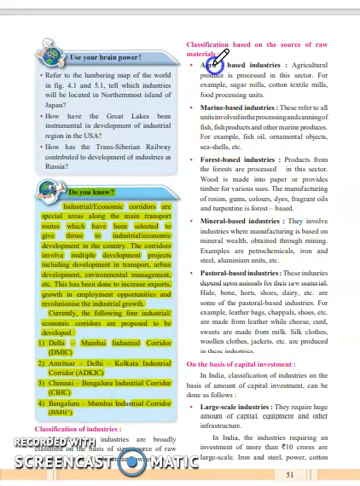 Use your brain power!
• Refer to the lumbering map of the world
in fig. 4.1 and 5.1, tell which industries
will be located in Northernmost island of
Japan?
• How have the Great Lakes been
instrumental in development of industrial
region in the USA?
• How has the Trans-Siberian Railway
contributed to development of industries in
Russia?
Do you know?
Industrial/Economic corridors are
special areas along the main transport
routes which have been selected to
give thrust to industrial/economic
development in the country. The corridors
involve multiple development projects
including development in transport, urban
development, environmental management,
etc. This has been done to increase exports,
growth in employment opportunities and
revolutionise the industrial growth.
Currently, the following four industrial/
economic corridors are proposed to be
developed :
1) Delhi – Mumbai Industrial Corridor
(DMIC)
2) Amritsar – Delhi – Kolkata Industrial
Corridor (ADKIC)
3) Chennai – Bengaluru Industrial Corridor
(CBIC)
4) Bengaluru – Mumbai Industrial Corridor
(BMIC)
Classification of industries :
industries are broadly
classified on the basis of size, source of raw
Classification based on the source of raw
materials :
• Agro based industries : Agricultural
produce is processed in this sector. For
example, sugar mills, cotton textile mills,
food processing units.
• Marine-based industries : These refer to all
units involved in the processing and canning of
fish, fish products and other marine produces.
For example, fish oil, ornamental objects,
sea-shells, etc.
• Forest-based industries : Products from
the forests are processed in this sector.
Wood is made into paper or provides
timber for various uses. The manufacturing
of resins, gums, colours, dyes, fragrant oils
and turpentine is forest – based.
• Mineral-based industries : They involve
industries where manufacturing is based on
mineral wealth, obtained through mining.
Examples are petrochemicals, iron and
steel, aluminium units, etc.
• Pastoral-based industries : These industries
depend upon animals for their raw material.
Hide, bone, horn, shoes, dairy, etc. are
some of the pastoral-based industries. For
example, leather bags, chappals, shoes, etc.
are made from leather while cheese, curd,
sweets are made from milk. Silk clothes,
woollen clothes, jackets, etc. are produced
in these industries.
On the basis of capital investment :
In India, classification of industries on the
basis of amount of capital investment, can be
done as follows :
• Large-scale industries : They require huge
amount of capital, equipment and other
infrastructure.
In India, the industries requiring an
investment of more than ₹10 crores are
large-scale. Iron and steel, power, cotton
51
RECORDED WITH
SCREENCAST MATIC